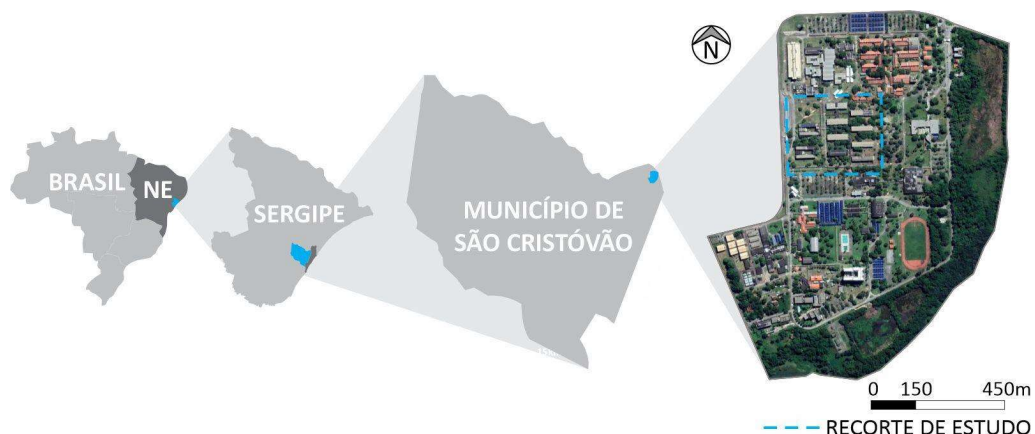 BRASIL
NE
SERGIPE
MUNICÍPIO DE
SÃO CRISTÓVÃO
N
0 150 450m
RECORTE DE ESTUDO